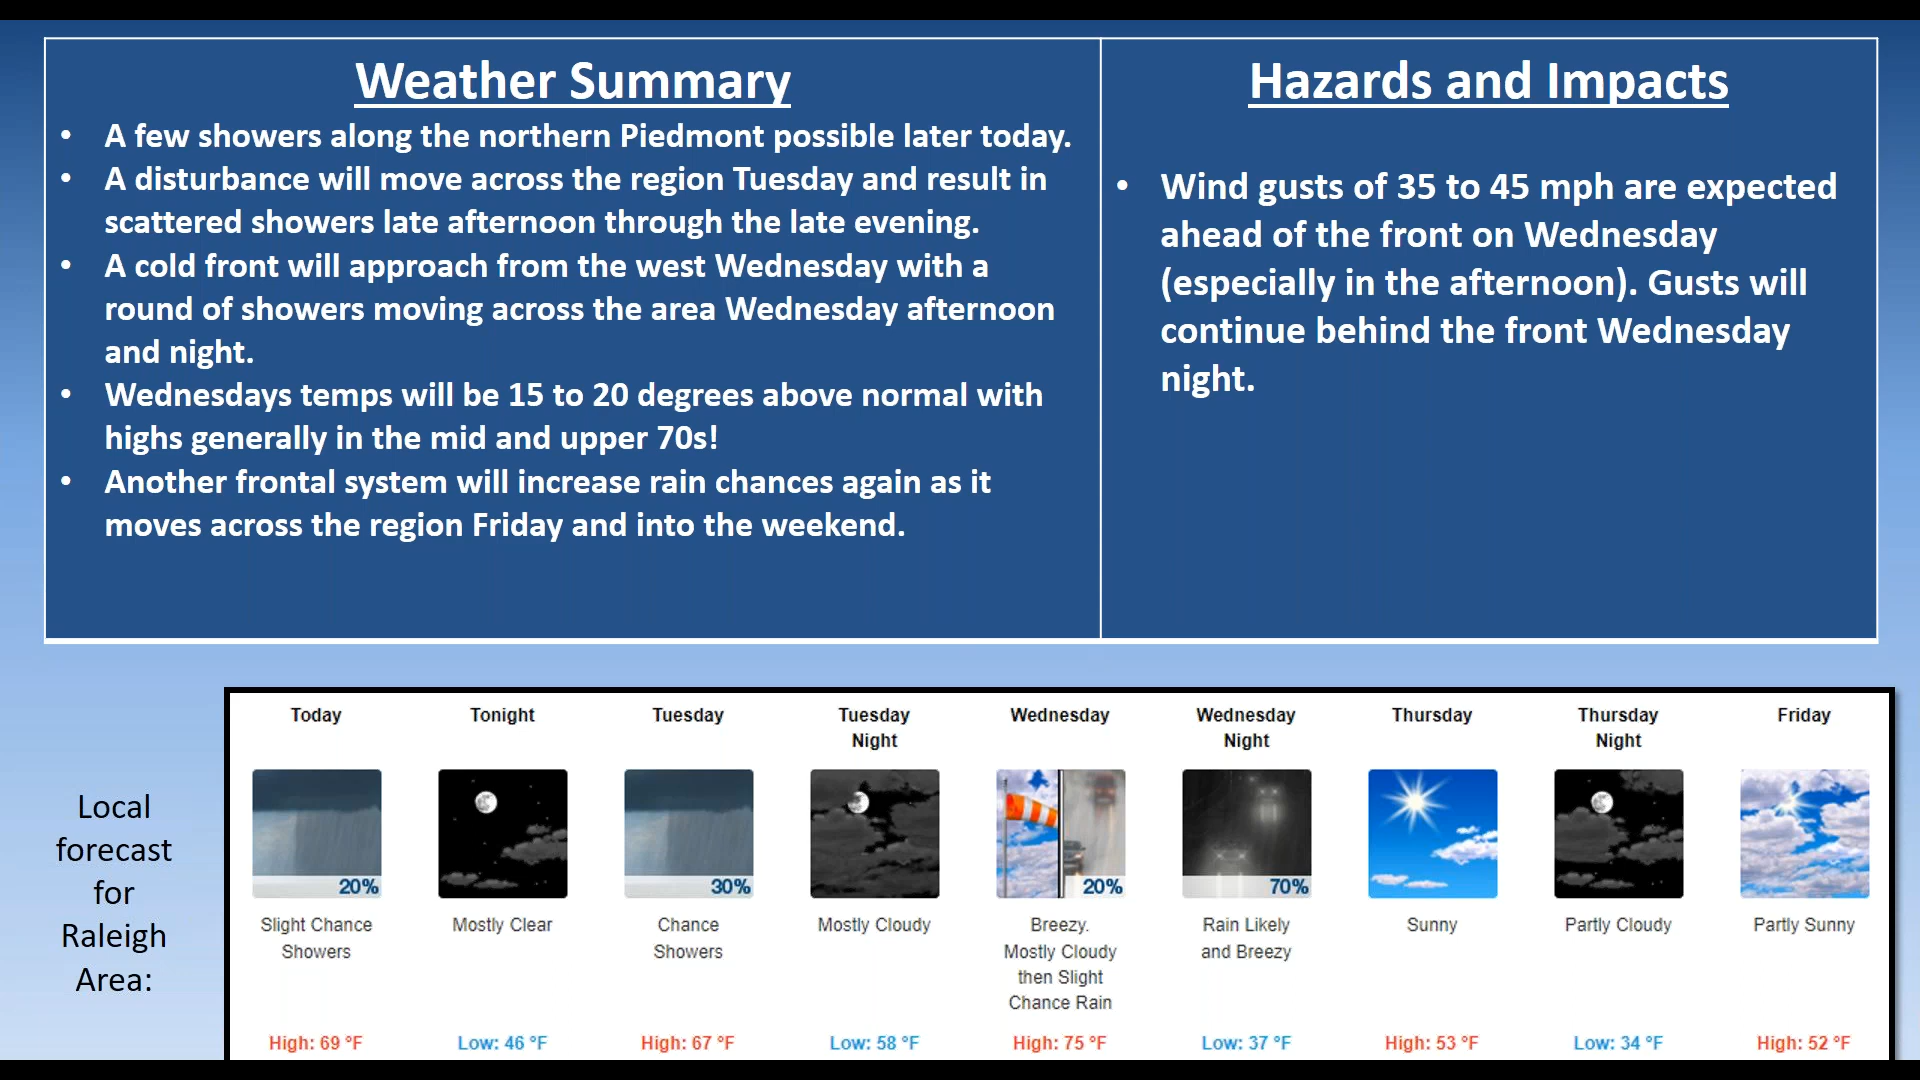 Weather Summary
• A few showers along the northern Piedmont possible later today.
• A disturbance will move across the region Tuesday and result in
scattered showers late afternoon through the late evening.
• A cold front will approach from the west Wednesday with a
round of showers moving across the area Wednesday afternoon
and night.
• Wednesdays temps will be 15 to 20 degrees above normal with
highs generally in the mid and upper 70s!
• Another frontal system will increase rain chances again as it
moves across the region Friday and into the weekend.
Hazards and Impacts
• Wind gusts of 35 to 45 mph are expected
ahead of the front on Wednesday
(especially in the afternoon). Gusts will
continue behind the front Wednesday
night.
Local
forecast
for
Raleigh
Area:
Today
20%
Slight Chance
Showers
High: 69 °F
Tonight
Mostly Clear
Low: 46 °F
Tuesday
30%
Chance
Showers
High: 67 °F
Tuesday
Night
Mostly Cloudy
Low: 58 °F
Wednesday
20%
Breezy.
Mostly Cloudy
then Slight
Chance Rain
High: 75 °F
Wednesday
Night
70%
Rain Likely
and Breezy
Low: 37 °F
Thursday
Sunny
High: 53 °F
Thursday
Night
Partly Cloudy
Low: 34 °F
Friday
Partly Sunny
High: 52 °F